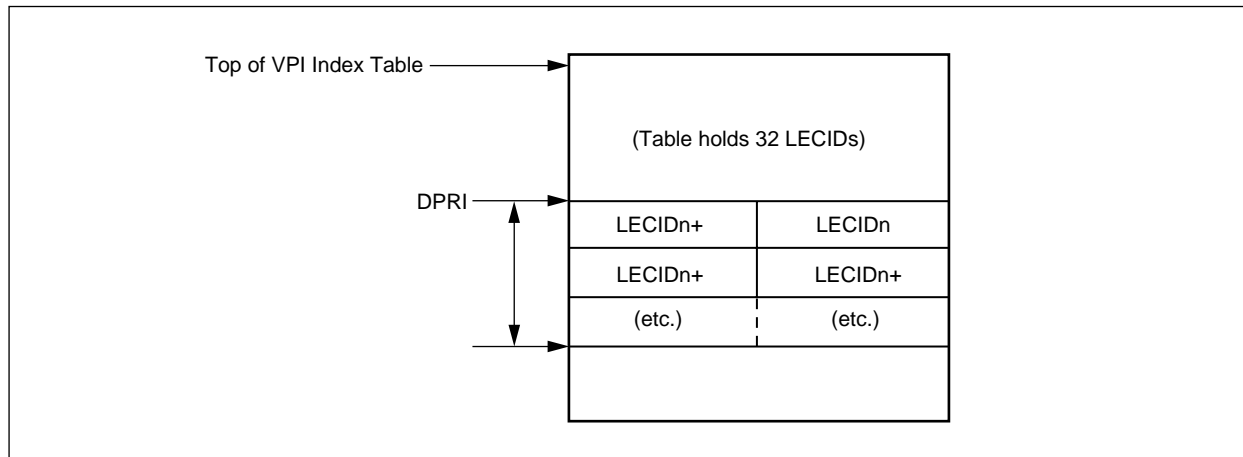 Top of VPI Index Table
(Table holds 32 LECIDs)
DPRI
LECIDn+ LECIDn
LECIDn+ LECIDn+
(etc.) (etc.)